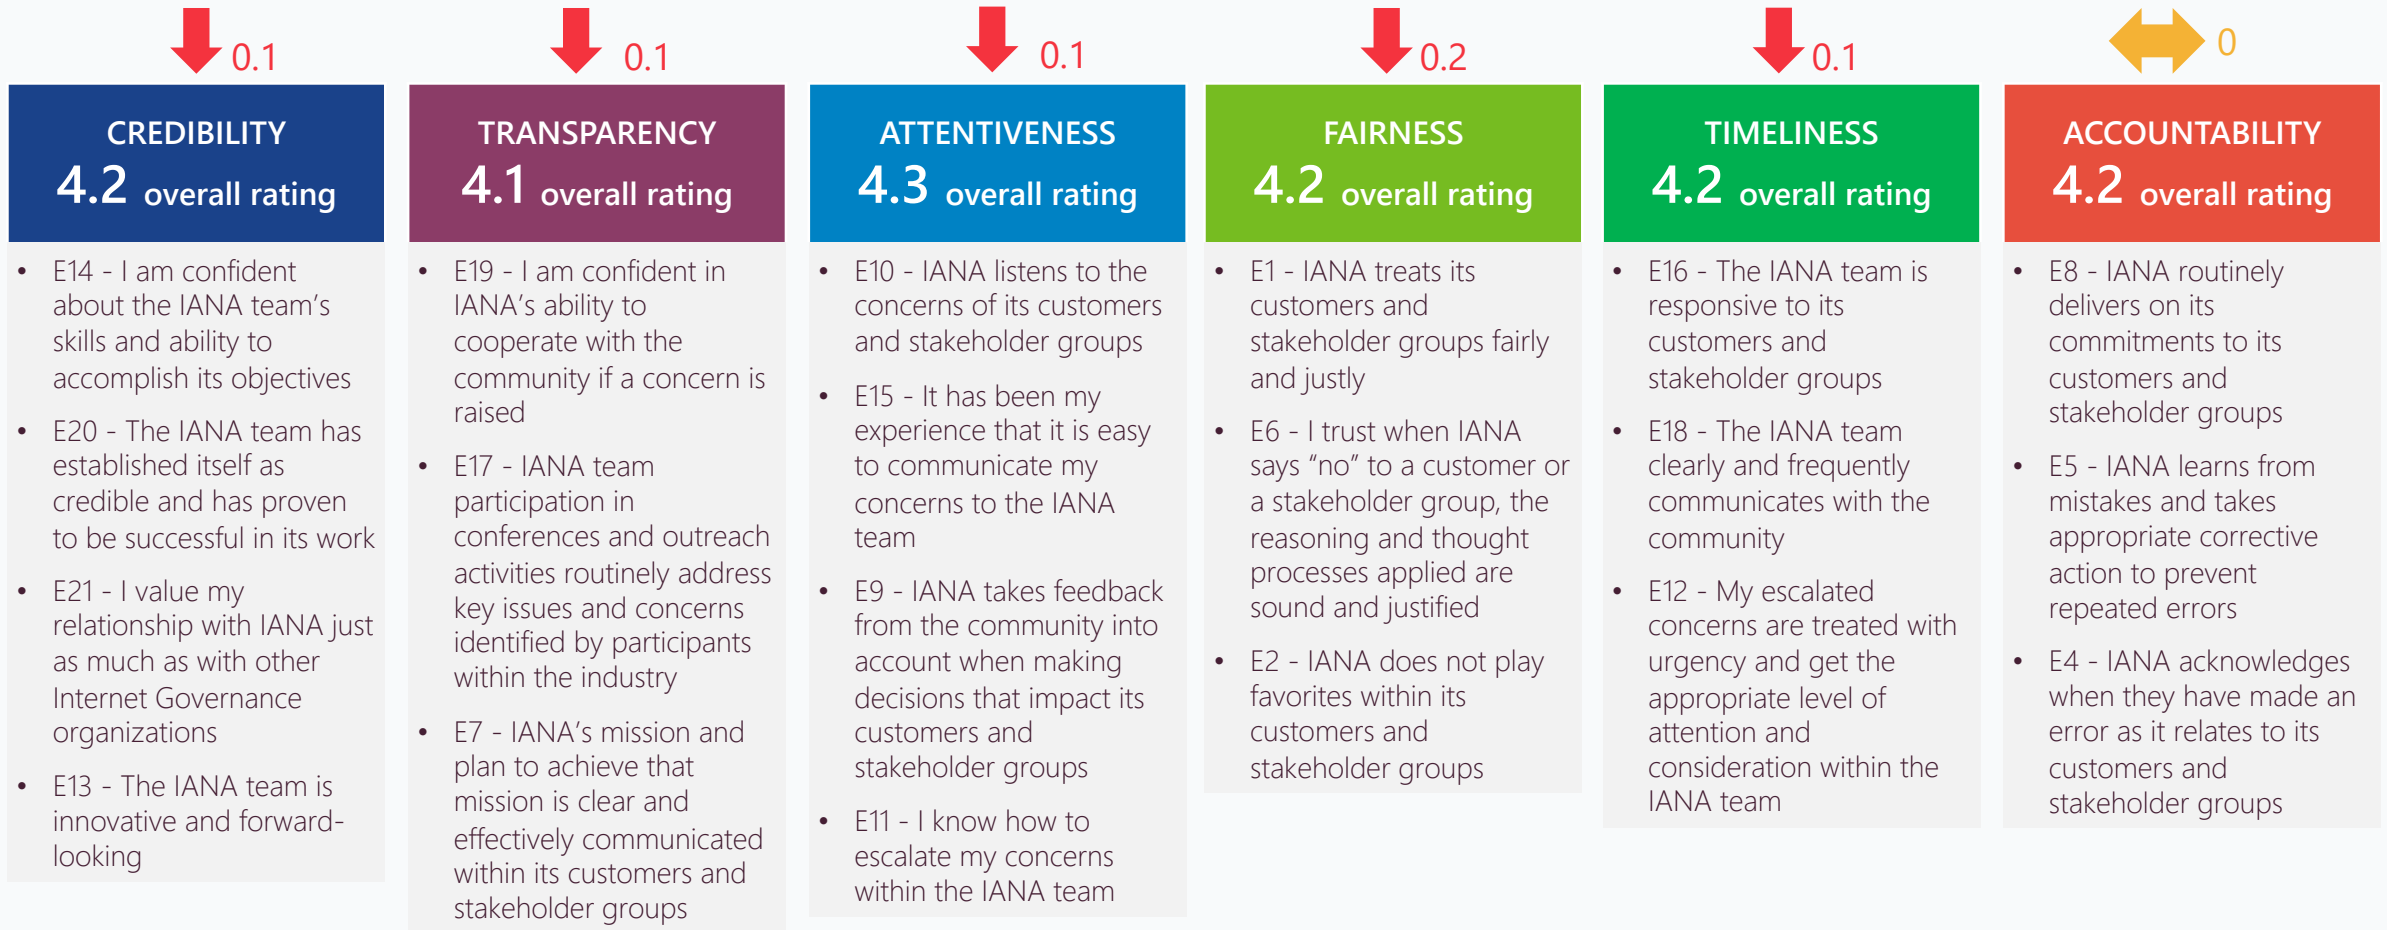 0.1
CREDIBILITY
4.2 overall rating
• E14 - I am confident
about the IANA team’s
skills and ability to
accomplish its objectives
• E20 - The IANA team has
established itself as
credible and has proven
to be successful in its work
• E21 - I value my
relationship with IANA just
as much as with other
Internet Governance
organizations
• E13 - The IANA team is
innovative and forward-
looking
0.1
TRANSPARENCY
4.1 overall rating
• E19 - I am confident in
IANA’s ability to
cooperate with the
community if a concern is
raised
• E17 - IANA team
participation in
conferences and outreach
activities routinely address
key issues and concerns
identified by participants
within the industry
• E7 - IANA’s mission and
plan to achieve that
mission is clear and
effectively communicated
within its customers and
stakeholder groups
0.1
ATTENTIVENESS
4.3 overall rating
• E10 - IANA listens to the
concerns of its customers
and stakeholder groups
• E15 - It has been my
experience that it is easy
to communicate my
concerns to the IANA
team
• E9 - IANA takes feedback
from the community into
account when making
decisions that impact its
customers and
stakeholder groups
• E11 - I know how to
escalate my concerns
within the IANA team
0.2
FAIRNESS
4.2 overall rating
• E1 - IANA treats its
customers and
stakeholder groups fairly
and justly
• E6 - I trust when IANA
says “no” to a customer or
a stakeholder group, the
reasoning and thought
processes applied are
sound and justified
• E2 - IANA does not play
favorites within its
customers and
stakeholder groups
0.1
TIMELINESS
4.2 overall rating
• E16 - The IANA team is
responsive to its
customers and
stakeholder groups
• E18 - The IANA team
clearly and frequently
communicates with the
community
• E12 - My escalated
concerns are treated with
urgency and get the
appropriate level of
attention and
consideration within the
IANA team
0
ACCOUNTABILITY
4.2 overall rating
• E8 - IANA routinely
delivers on its
commitments to its
customers and
stakeholder groups
• E5 - IANA learns from
mistakes and takes
appropriate corrective
action to prevent
repeated errors
• E4 - IANA acknowledges
when they have made an
error as it relates to its
customers and
stakeholder groups